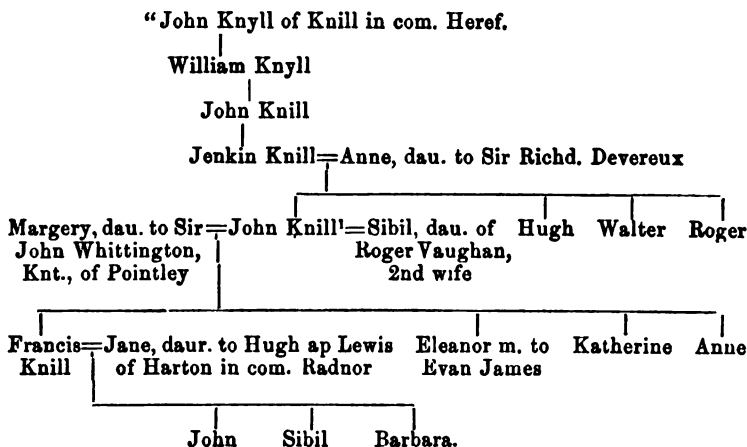 “John Knyll of Knill in com. Heref.
William Knyll
John Knill
Jenkin Knill=Anne, dau. to Sir Richd. Devereux
Margery, dau. to Sir=John Knill¹=Sibil, dau. of Hugh Walter Roger
John Whittington, Roger Vaughan,
Knt., of Pointley 2nd wife
Francis=Jane, daur. to Hugh ap Lewis Eleanor m. to Katherine Anne
Knill of Harton in com. Radnor Evan James
John Sibil Barbara.